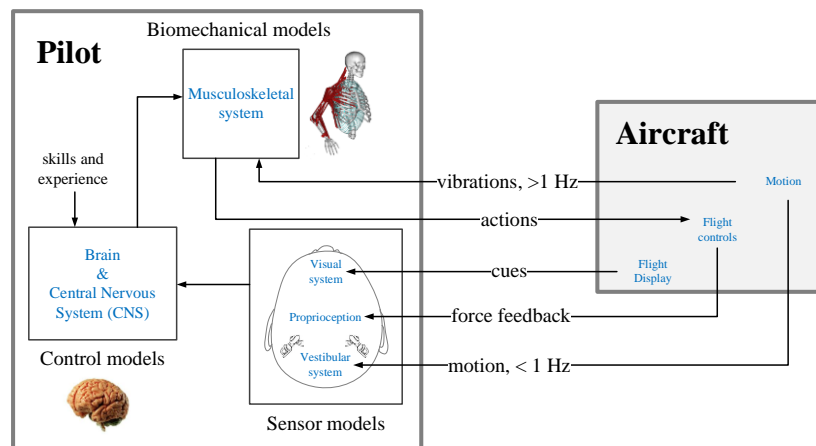 Biomechanical models
Pilot
Musculoskeletal
system
Aircraft
skills and
experience
vibrations, >1 Hz
Motion
actions
Flight
controls
Brain
&
Central Nervous
System (CNS)
Visual
system
cues
Flight
Display
Proprioception
force feedback
Vestibular
system
motion, < 1 Hz
Control models
Sensor models